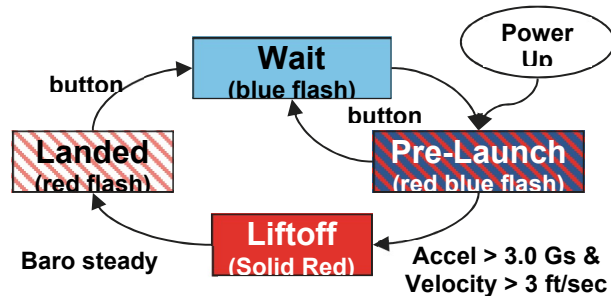 Wait
(blue flash)
Power
Up
button
button
Landed
(red flash)
Pre-Launch
(red blue flash)
Liftoff
(Solid Red)
Baro steady
Accel > 3.0 Gs &
Velocity > 3 ft/sec